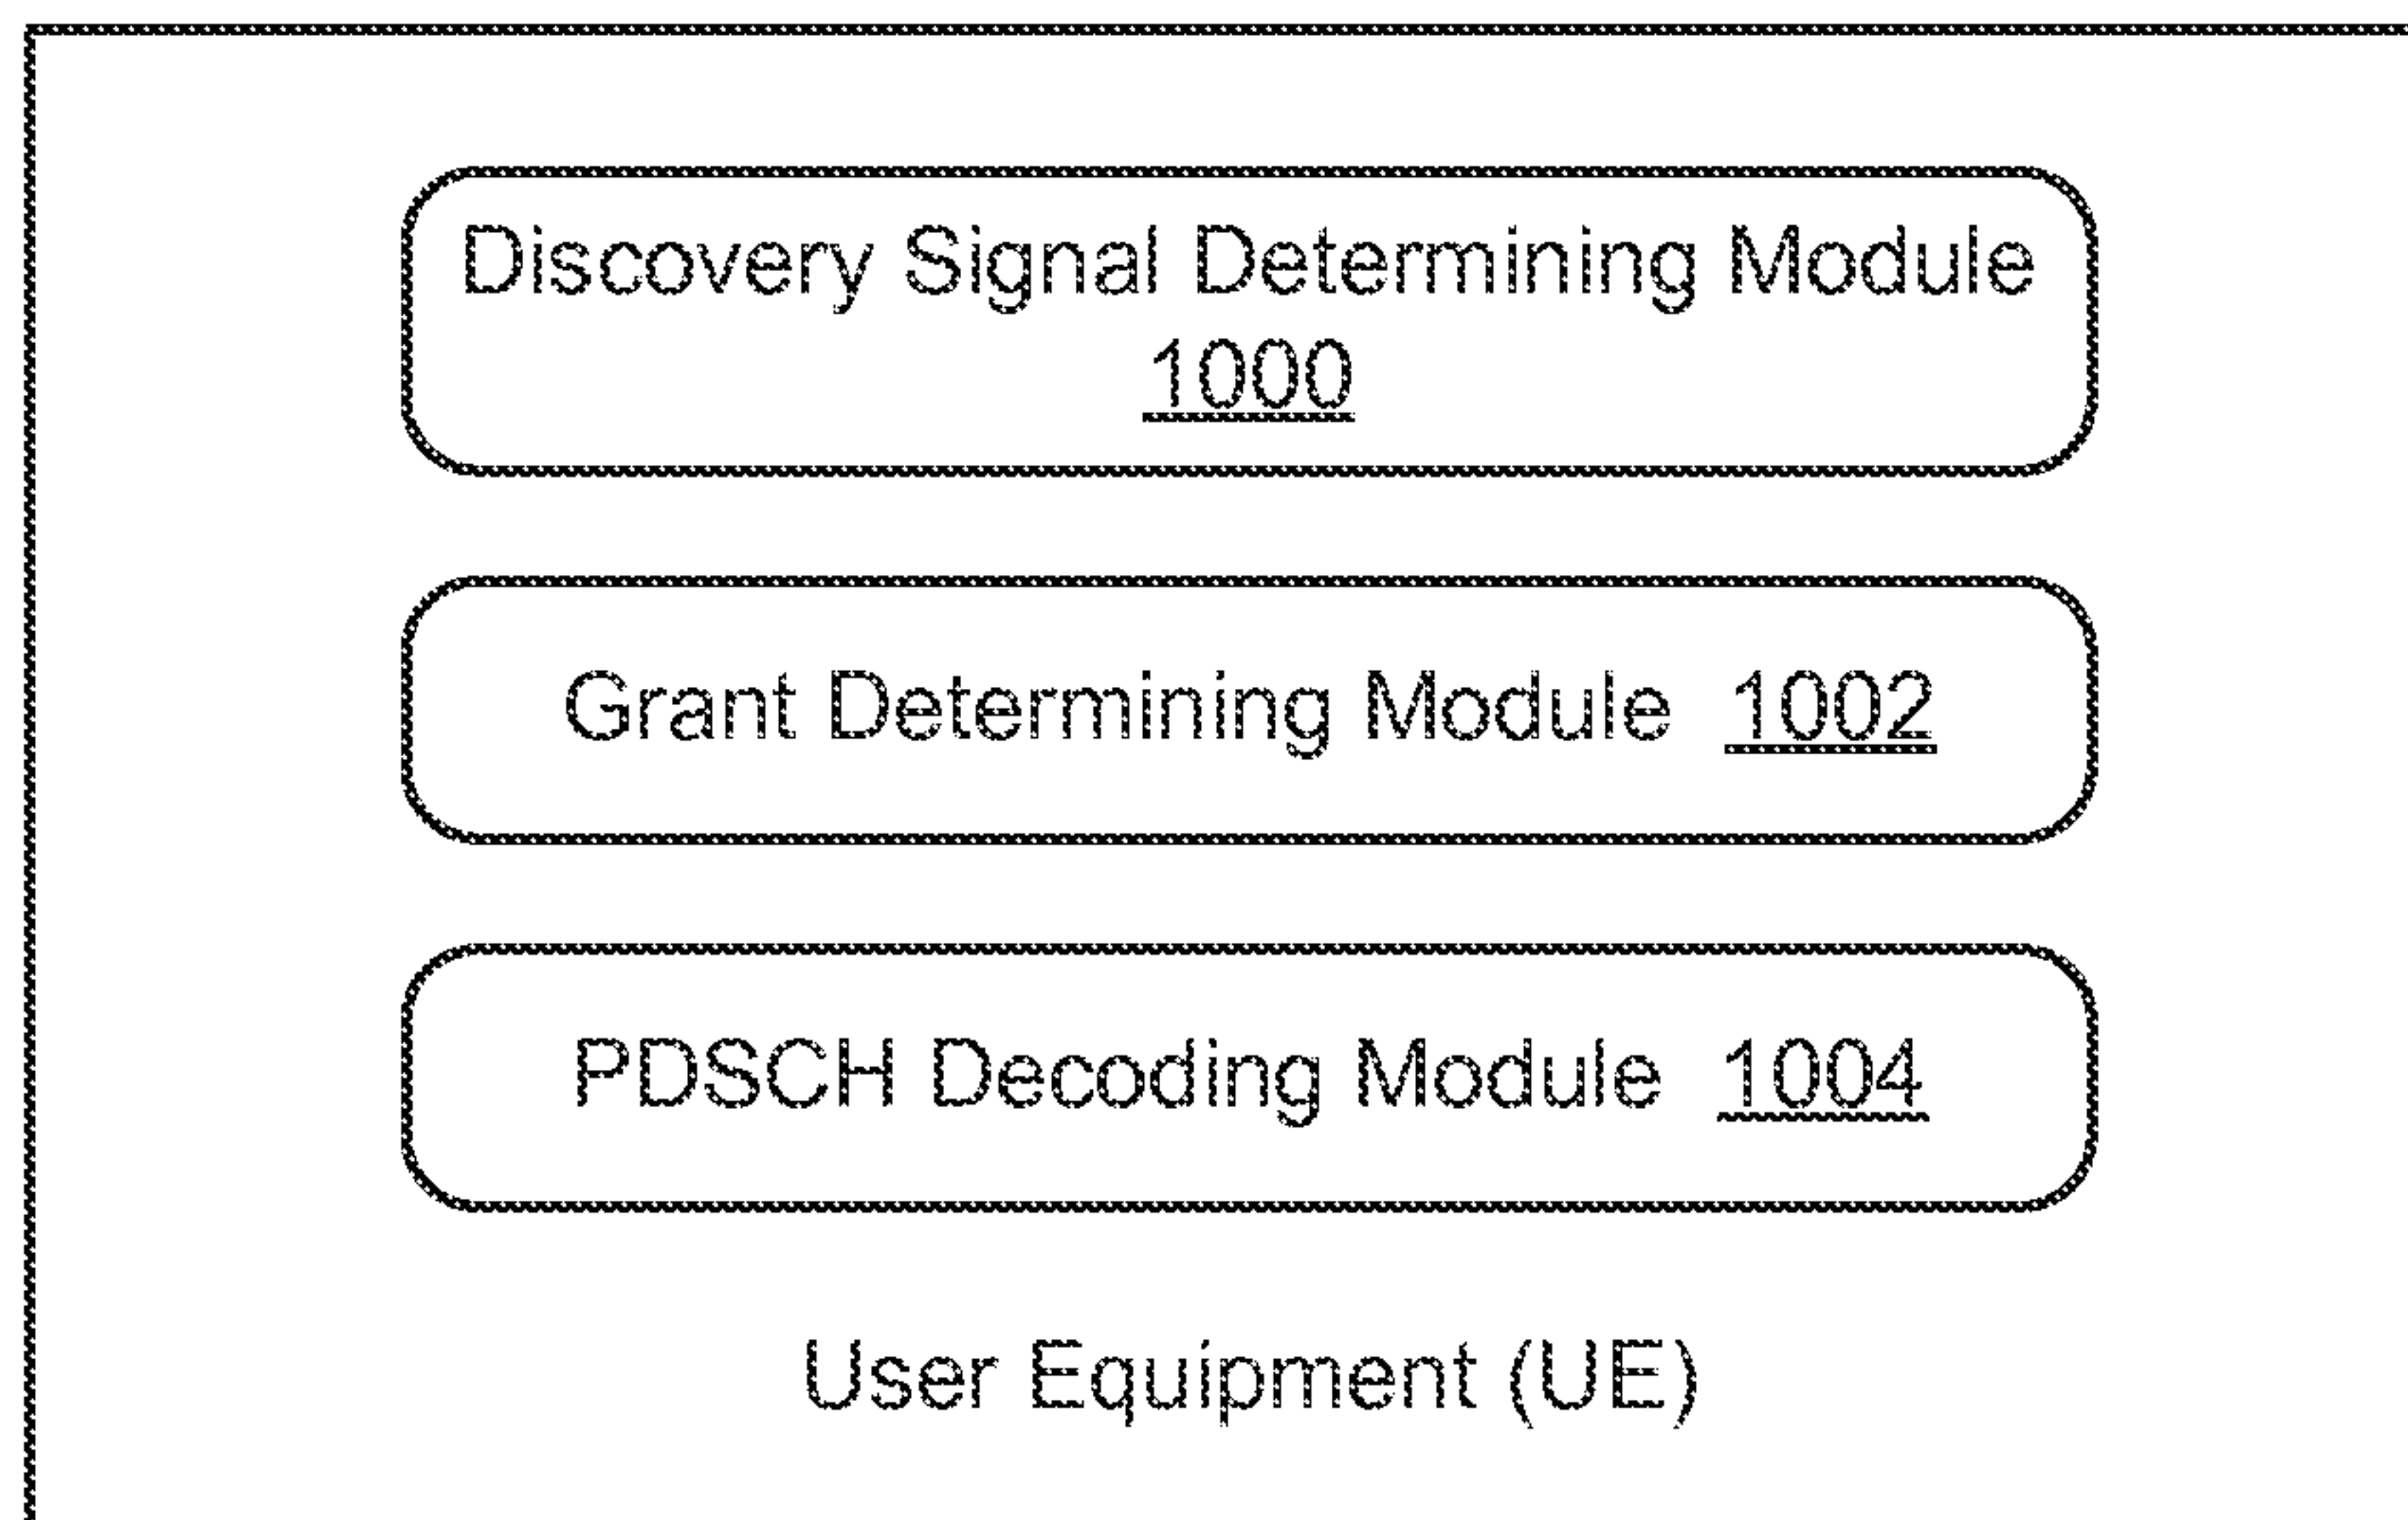 Discovery Signal Determining Module
1000
Grant Determining Module 1002
PDSCH Decoding Module 1004
User Equipment (UE)